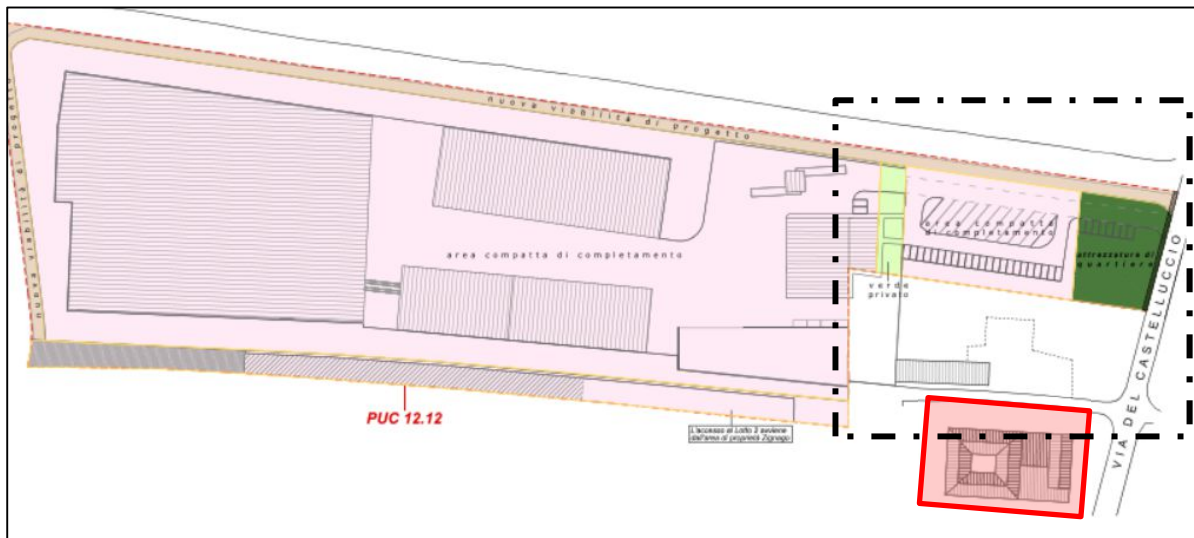 nuova viabilità di progetto
nuova viabilità di progetto
area compatta
di completamento
attrezzature di
quartiere
area compatta di completamento
verde
privato
VIA DEL CASTELLUCCIO
PUC 12.12
L'accesso al Lotto 2 avviene
dall'area di proprietà Zignago